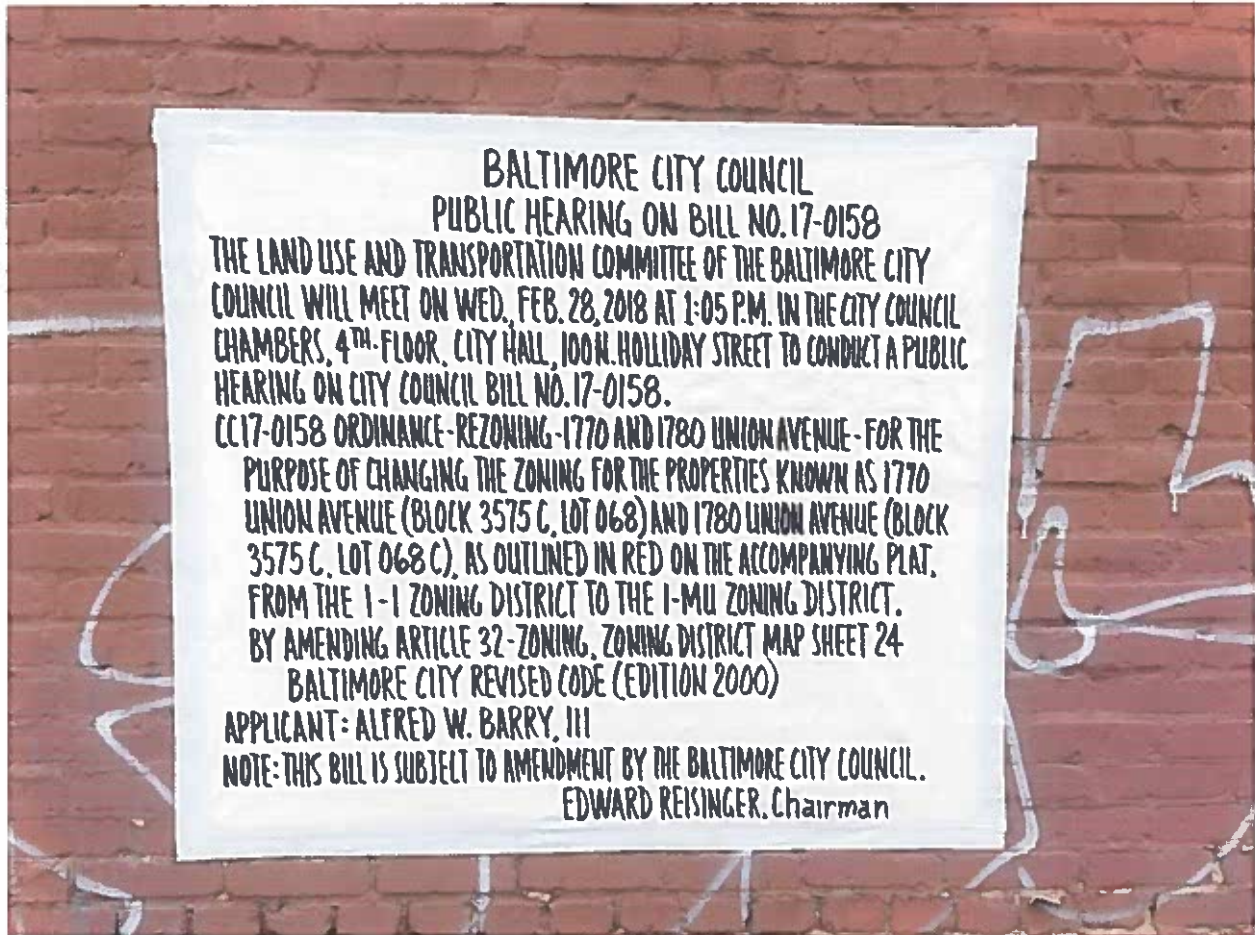 BALTIMORE CITY COUNCIL
PUBLIC HEARING ON BILL NO. 17-0158
THE LAND USE AND TRANSPORTATION COMMITTEE OF THE BALTIMORE CITY
COUNCIL WILL MEET ON WED., FEB. 28, 2018 AT 1:05 P.M. IN THE CITY COUNCIL
CHAMBERS, 4TH-FLOOR, CITY HALL, 100 N. HOLLIDAY STREET TO CONDUCT A PUBLIC
HEARING ON CITY COUNCIL BILL NO. 17-0158.
CC17-0158 ORDINANCE-REZONING-1770 AND 1780 UNION AVENUE-FOR THE
PURPOSE OF CHANGING THE ZONING FOR THE PROPERTIES KNOWN AS 1770
UNION AVENUE (BLOCK 3575 C, LOT 068) AND 1780 UNION AVENUE (BLOCK
3575 C, LOT 068 C), AS OUTLINED IN RED ON THE ACCOMPANYING PLAT,
FROM THE I-I ZONING DISTRICT TO THE I-MU ZONING DISTRICT.
BY AMENDING ARTICLE 32-ZONING, ZONING DISTRICT MAP SHEET 24
BALTIMORE CITY REVISED CODE (EDITION 2000)
APPLICANT: ALFRED W. BARRY, III
NOTE: THIS BILL IS SUBJECT TO AMENDMENT BY THE BALTIMORE CITY COUNCIL.
EDWARD REISINGER, Chairman